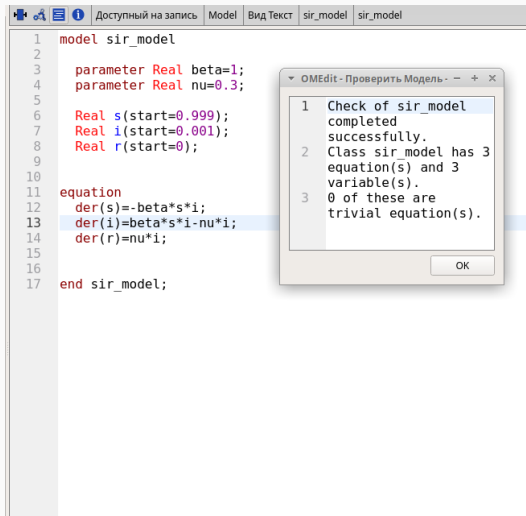 Доступный на запись Model Вид Текст sir_model sir_model
1 model sir_model
2
3 parameter Real beta=1;
4 parameter Real nu=0.3;
5
6 Real s(start=0.999);
7 Real i(start=0.001);
8 Real r(start=0);
9
10
11 equation
12 der(s)=-beta*s*i;
13 der(i)=beta*s*i-nu*i;
14 der(r)=nu*i;
15
16
17 end sir_model;
OMEdit - Проверить Модель -
1 Check of sir_model
completed
successfully.
2 Class sir_model has 3
equation(s) and 3
variable(s).
3 0 of these are
trivial equation(s).
ОК